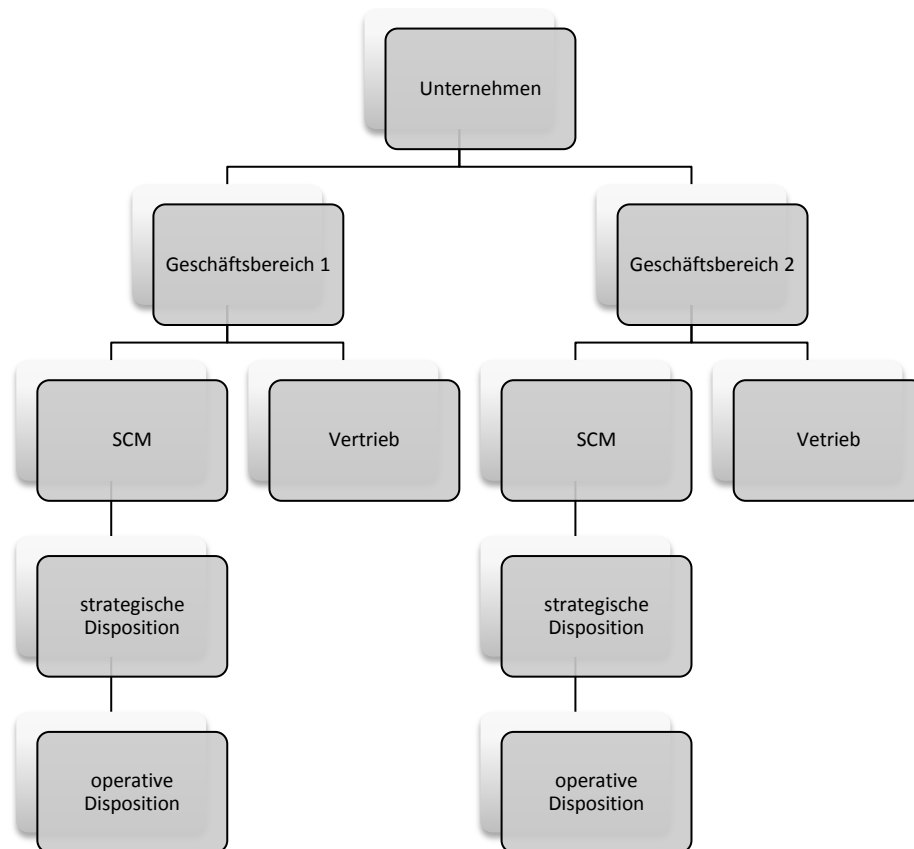 Unternehmen
Geschäftsbereich 1
Geschäftsbereich 2
SCM
Vertrieb
SCM
Vetrieb
strategische
Disposition
strategische
Disposition
operative
Disposition
operative
Disposition